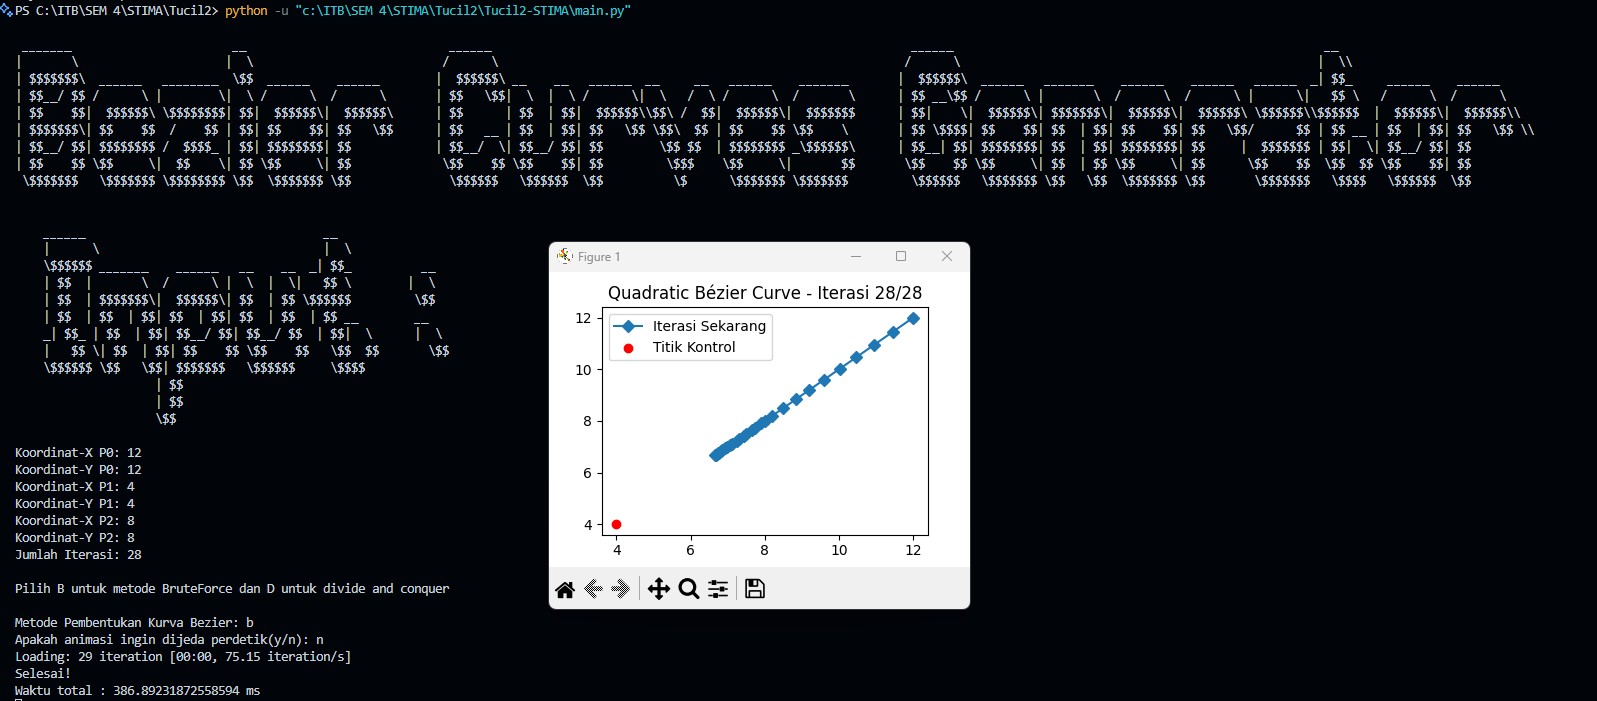 PS C:\ITB\SEM 4\STIMA\Tucil2> python -u "c:\ITB\SEM 4\STIMA\Tucil2\Tucil2-STIMA\main.py"
Bezier Curve Generator
Input :
Figure 1
Quadratic Bézier Curve - Iterasi 28/28
Iterasi Sekarang
Titik Kontrol
12
10
8
6
4
4 6 8 10 12
Koordinat-X P0: 12
Koordinat-Y P0: 12
Koordinat-X P1: 4
Koordinat-Y P1: 4
Koordinat-X P2: 8
Koordinat-Y P2: 8
Jumlah Iterasi: 28
Pilih B untuk metode BruteForce dan D untuk divide and conquer
Metode Pembentukan Kurva Bezier: b
Apakah animasi ingin dijeda perdetik(y/n): n
Loading: 29 iteration [00:00, 75.15 iteration/s]
Selesai!
Waktu total : 386.89231872558594 ms